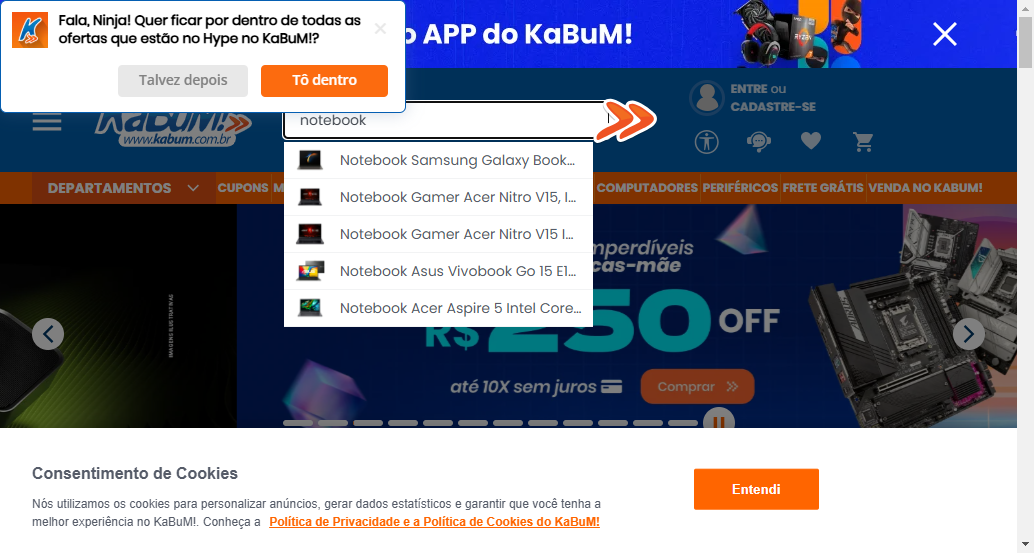 Fala, Ninja! Quer ficar por dentro de todas as
ofertas que estão no Hype no KaBuM!?
Talvez depois
Tô dentro
o APP do KaBuM!
RYZEN
KaBuM!
www.kabum.com.br
notebook
ENTRE ou
CADASTRE-SE
Notebook Samsung Galaxy Book...
Notebook Gamer Acer Nitro V15, I...
Notebook Gamer Acer Nitro V15 I...
Notebook Asus Vivobook Go 15 E1...
Notebook Acer Aspire 5 Intel Core...
DEPARTAMENTOS
CUPONS
M
COMPUTADORES
PERIFÉRICOS
FRETE GRÁTIS
VENDA NO KABUM!
IMAGENS ILUSTRATIVAS
mperdíveis
cas-mãe
R$ 250 OFF
até 10X sem juros
Comprar
Consentimento de Cookies
Nós utilizamos os cookies para personalizar anúncios, gerar dados estatísticos e garantir que você tenha a
melhor experiência no KaBuM!. Conheça a Política de Privacidade e a Política de Cookies do KaBuM!
Entendi